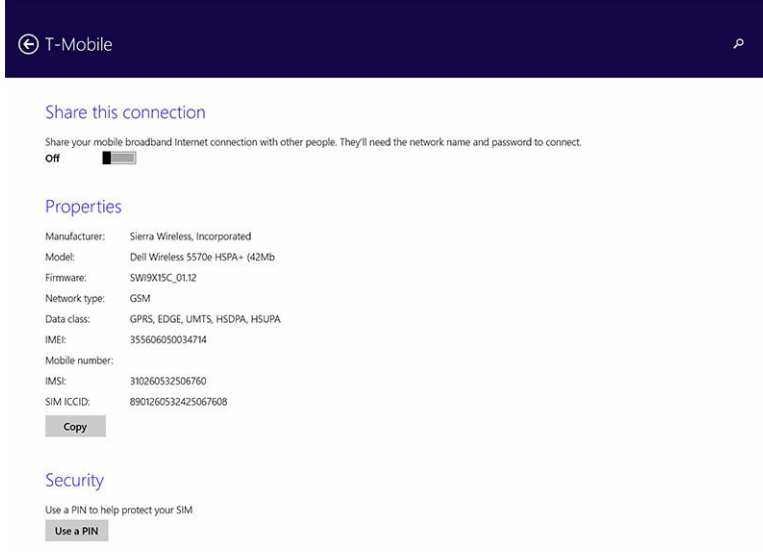 T-Mobile
Share this connection
Share your mobile broadband Internet connection with other people. They'll need the network name and password to connect.
Off
Properties
Manufacturer: Sierra Wireless, Incorporated
Model: Dell Wireless 5570e HSPA+ (42Mb
Firmware: SWI9X15C_01.12
Network type: GSM
Data class: GPRS, EDGE, UMTS, HSDPA, HSUPA
IMEI: 355606050034714
Mobile number:
IMSI: 310260532506760
SIM ICCID: 8901260532425067608
Copy
Security
Use a PIN to help protect your SIM
Use a PIN